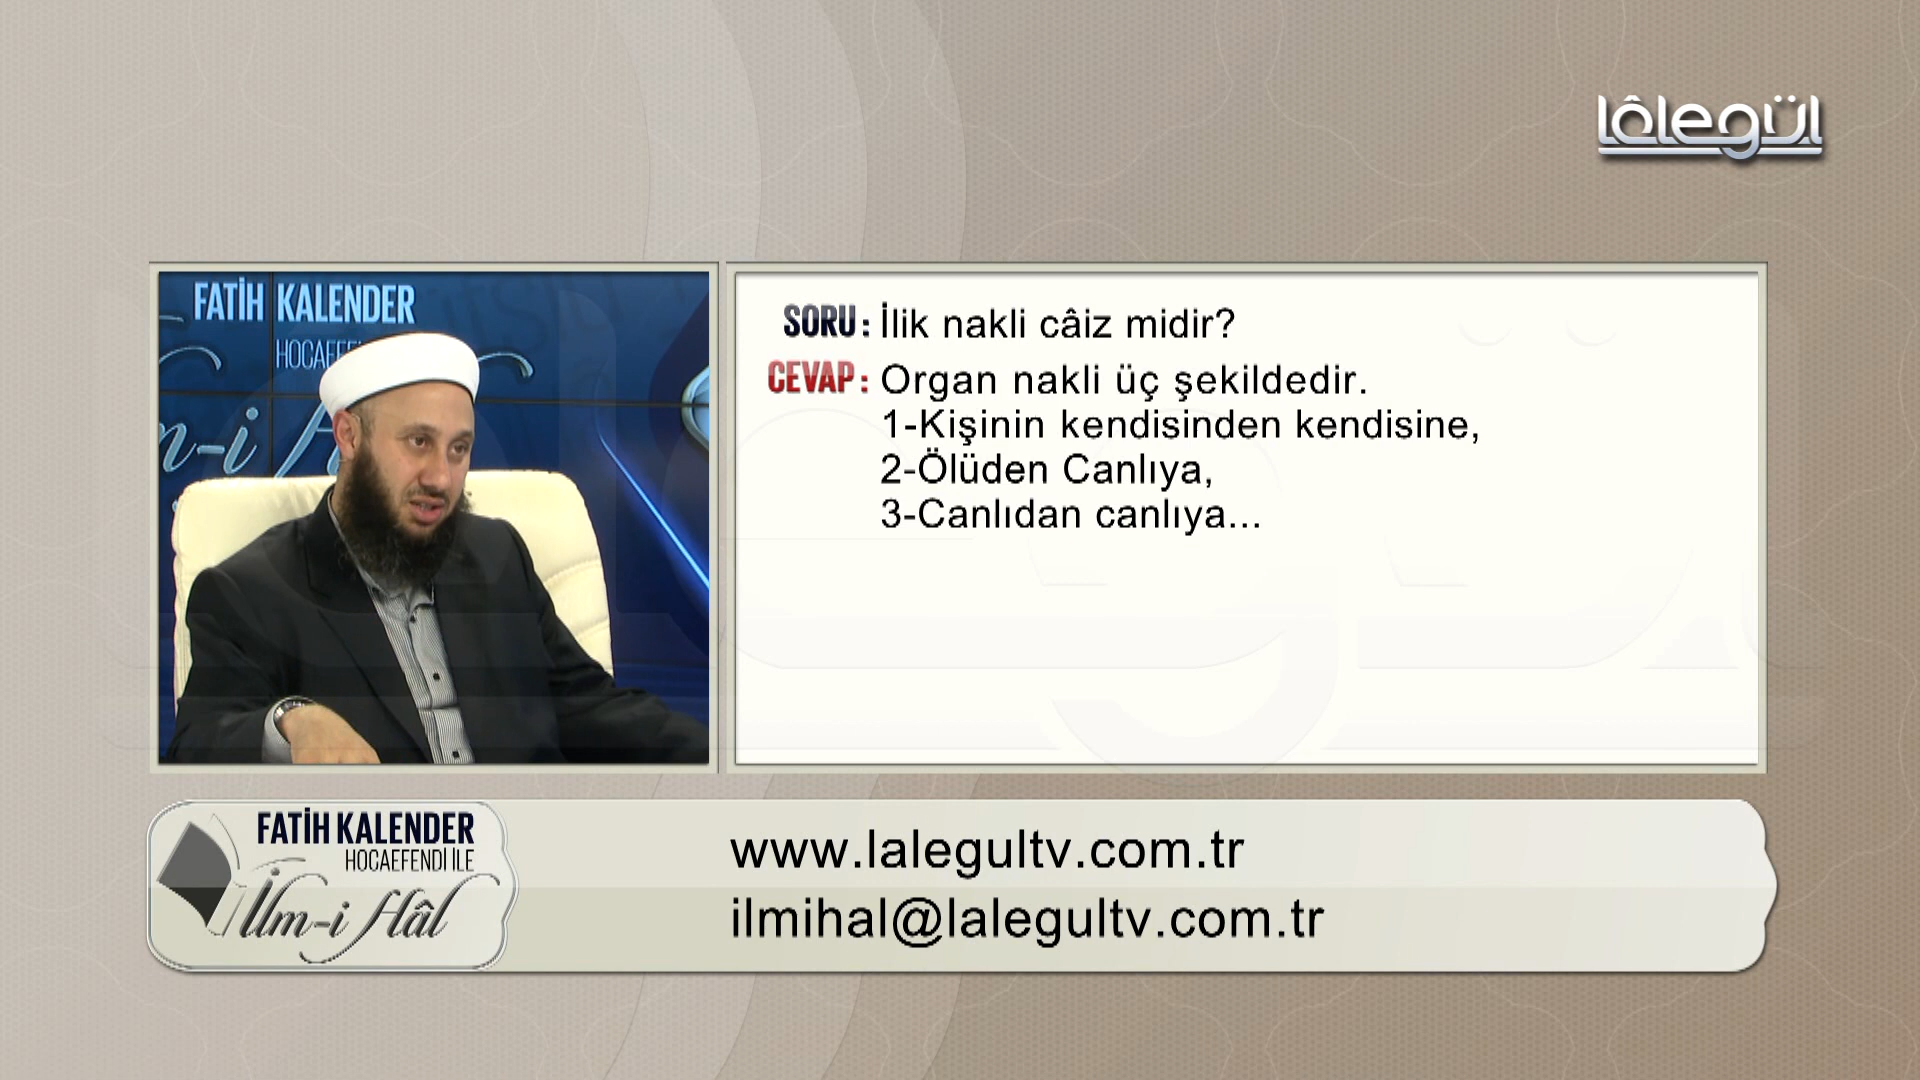 lâlegül
FATİH KALENDER
SORU: İlik nakli câiz midir?
CEVAP: Organ nakli üç şekildedir.
1-Kişinin kendisinden kendisine,
2-Ölüden Canlıya,
3-Canlıdan canlıya...
FATİH KALENDER
HOCAEFENDİ İLE
İlm-i Hâl
www.lalegultv.com.tr
ilmihal@lalegultv.com.tr